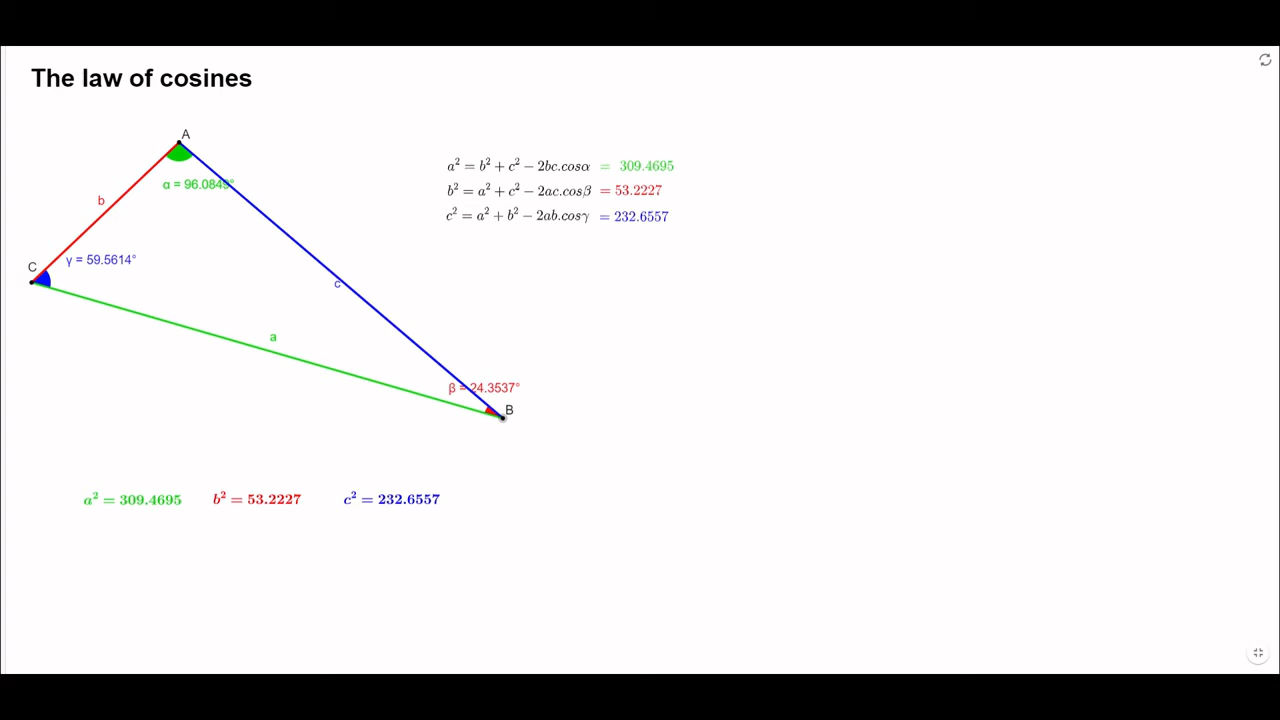 The law of cosines
A
a² = b² + c² − 2bc.cosα = 309.4695
α = 96.0849°
b² = a² + c² − 2ac.cosβ = 53.2227
b
c² = a² + b² − 2ab.cosγ = 232.6557
γ = 59.5614°
C
c
a
β = 24.3537°
B
a² = 309.4695 b² = 53.2227 c² = 232.6557